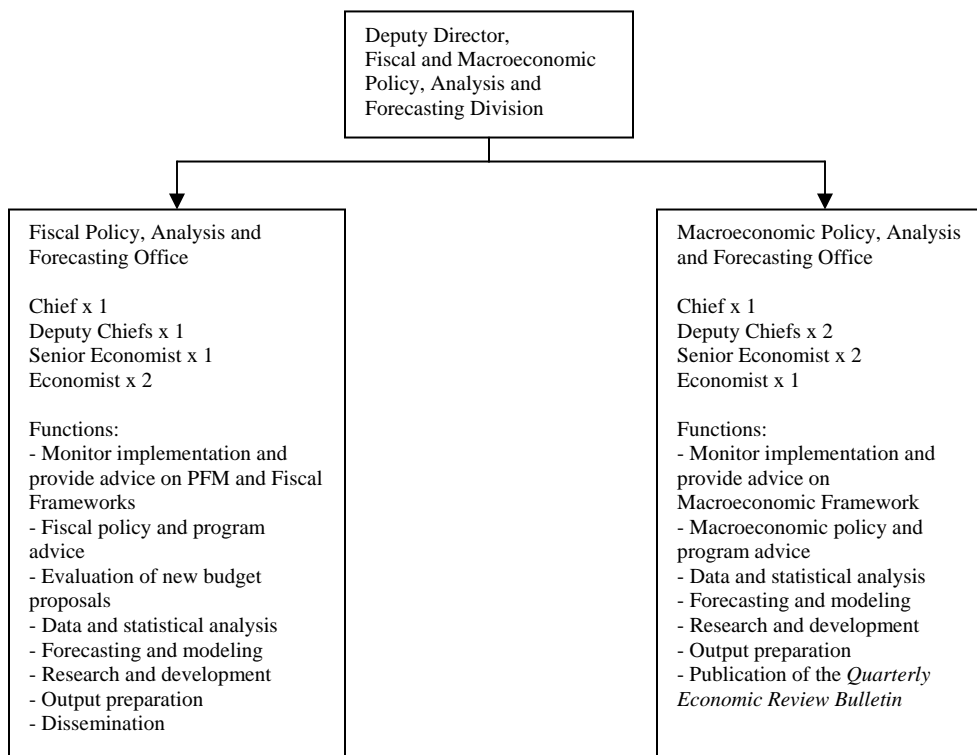 Deputy Director,
Fiscal and Macroeconomic
Policy, Analysis and
Forecasting Division
Fiscal Policy, Analysis and
Forecasting Office
Chief x 1
Deputy Chiefs x 1
Senior Economist x 1
Economist x 2
Functions:
- Monitor implementation and
provide advice on PFM and Fiscal
Frameworks
- Fiscal policy and program
advice
- Evaluation of new budget
proposals
- Data and statistical analysis
- Forecasting and modeling
- Research and development
- Output preparation
- Dissemination
Macroeconomic Policy, Analysis
and Forecasting Office
Chief x 1
Deputy Chiefs x 2
Senior Economist x 2
Economist x 1
Functions:
- Monitor implementation and
provide advice on
Macroeconomic Framework
- Macroeconomic policy and
program advice
- Data and statistical analysis
- Forecasting and modeling
- Research and development
- Output preparation
- Publication of the Quarterly
Economic Review Bulletin